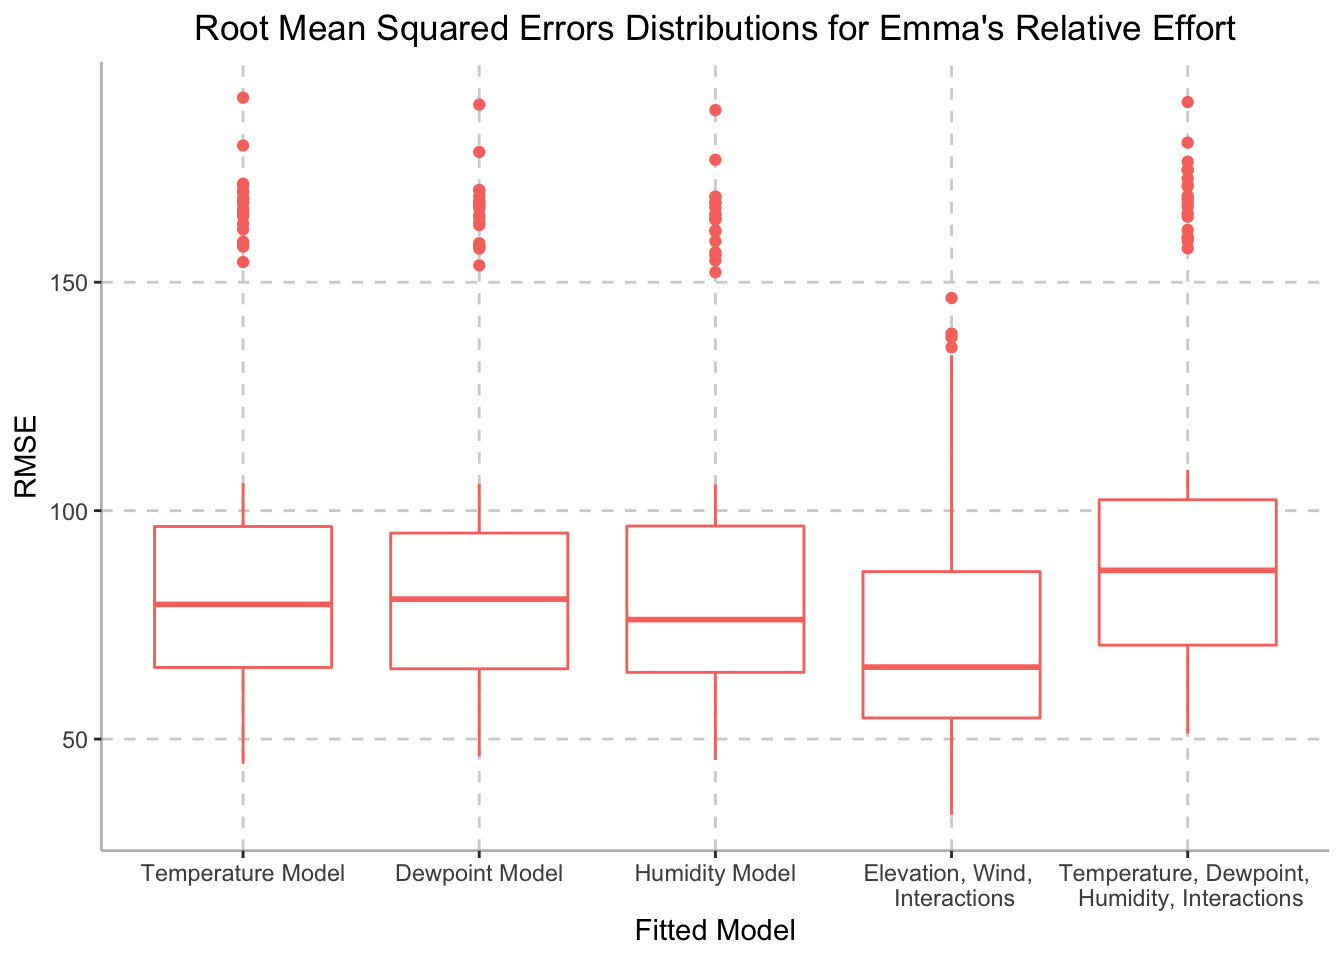 Root Mean Squared Errors Distributions for Emma's Relative Effort
150
100
50
RMSE
Temperature Model
Dewpoint Model
Humidity Model
Elevation, Wind,
Interactions
Temperature, Dewpoint,
Humidity, Interactions
Fitted Model